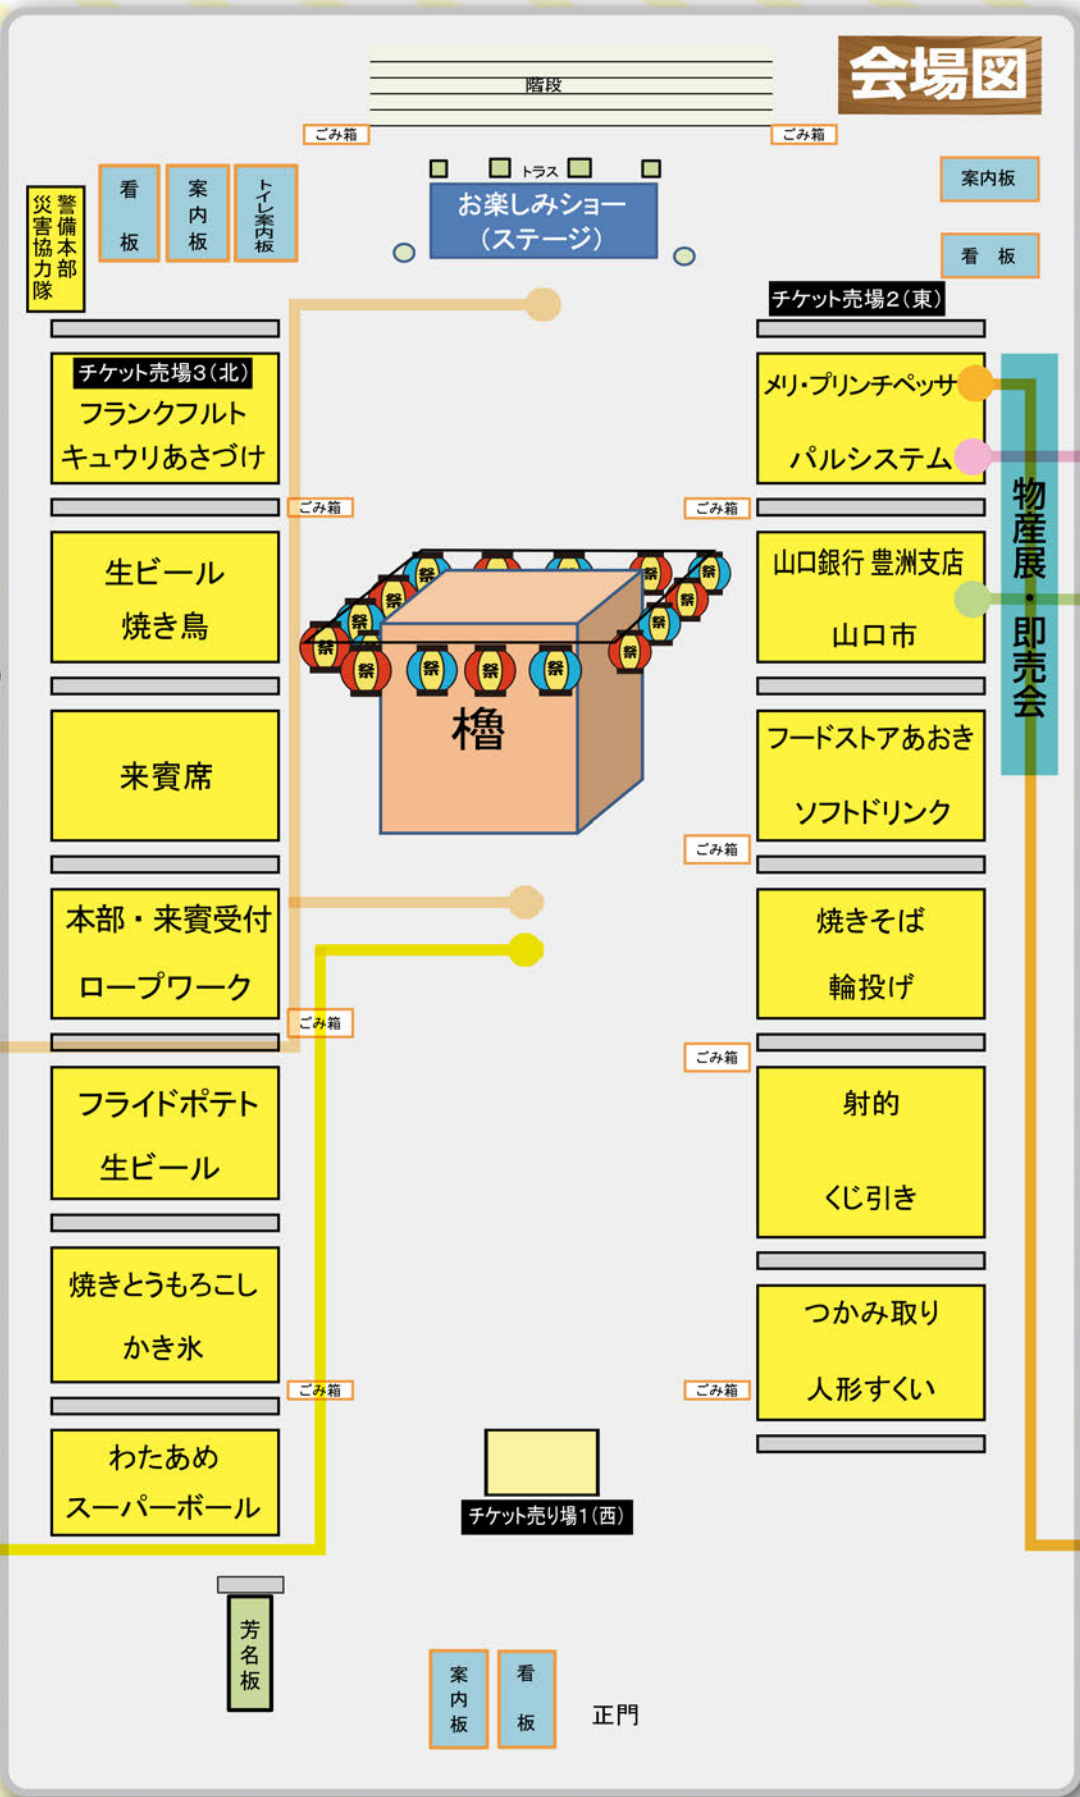 会場図
階段
ごみ箱
ごみ箱
トラス
お楽しみショー
（ステージ）
警備本部
災害協力隊
看板
案内板
トイレ案内板
案内板
看板
チケット売場2（東）
チケット売場3（北）
フランクフルト
キュウリあさづけ
メリ・プリンチペッサ
パルシステム
物産展・即売会
ごみ箱
ごみ箱
生ビール
焼き鳥
山口銀行 豊洲支店
山口市
祭
祭
祭
祭
祭
祭
祭
祭
祭
祭
祭
祭
祭
櫓
来賓席
フードストアあおき
ソフトドリンク
ごみ箱
本部・来賓受付
ロープワーク
焼きそば
輪投げ
ごみ箱
ごみ箱
フライドポテト
生ビール
射的
くじ引き
焼きとうもろこし
かき氷
つかみ取り
人形すくい
ごみ箱
ごみ箱
わたあめ
スーパーボール
チケット売り場1（西）
芳名板
案内板
看板
正門